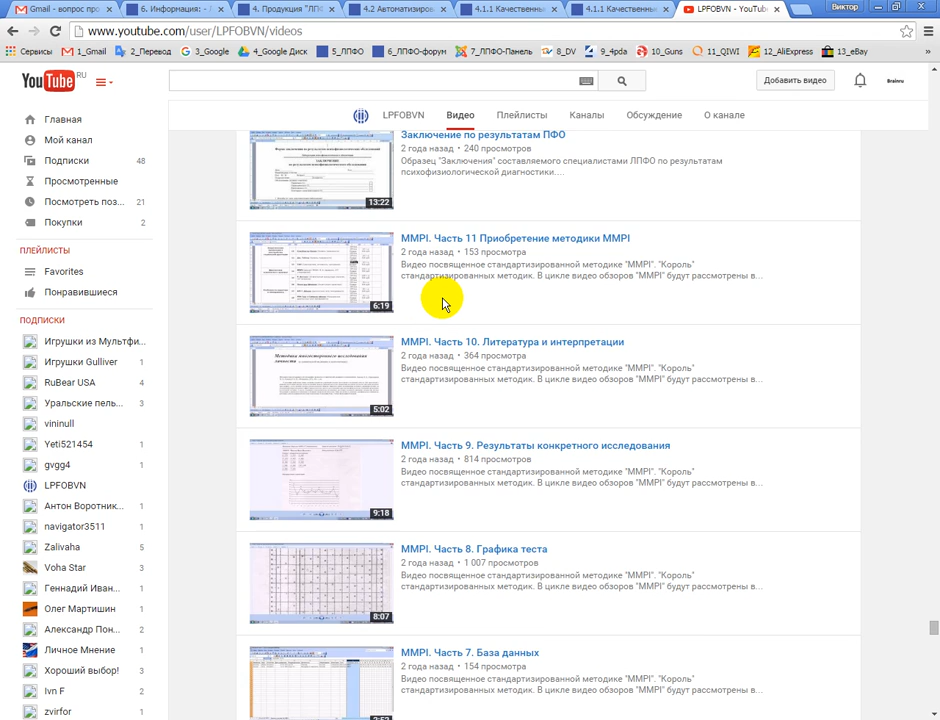 Gmail - вопрос про
6. Информация: -
4. Продукция "ЛПФ
4.2 Автоматизиров
4.1.1 Качественны
4.1.1 Качественны
LPFOBVN - YouTub
Виктор
www.youtube.com/user/LPFOBVN/videos
Сервисы
1_Gmail
2_Перевод
3_Google
4_Google Диск
5_ЛПФО
6_ЛПФО-форум
7_ЛПФО-Панель
8_DV
9_4pda
10_Guns
11_QIWI
12_AliExpress
13_eBay
»
YouTube RU
Добавить видео
Brainru
LPFOBVN
Видео
Плейлисты
Каналы
Обсуждение
О канале
Главная
Мой канал
Подписки 48
Просмотренные
Посмотреть поз... 21
Покупки 2
ПЛЕЙЛИСТЫ
Favorites
Понравившиеся
ПОДПИСКИ
Игрушки из Мультфи...
Игрушки Gulliver 1
RuBear USA 4
Уральские пель... 3
vininull
Yeti521454 1
gvgg4 1
LPFOBVN
Антон Воротник... 1
navigator3511 1
Zalivaha 5
Voha Star 3
Геннадий Иван... 1
Олег Мартишин 1
Александр Пон... 2
Личное Мнение 1
Хороший выбор! 3
Ivn F 2
zvirfor 1
Заключение по результатам ПФО
2 года назад • 240 просмотров
Образец "Заключения" составляемого специалистами ЛПФО по результатам
психофизиологической диагностики....
13:22
MMPI. Часть 11 Приобретение методики MMPI
2 года назад • 153 просмотра
Видео посвященное стандартизированной методике "MMPI". "Король"
стандартизированных методик. В цикле видео обзоров "MMPI" будут рассмотрены в...
6:19
MMPI. Часть 10. Литература и интерпретации
2 года назад • 364 просмотра
Видео посвященное стандартизированной методике "MMPI". "Король"
стандартизированных методик. В цикле видео обзоров "MMPI" будут рассмотрены в...
5:02
MMPI. Часть 9. Результаты конкретного исследования
2 года назад • 814 просмотров
Видео посвященное стандартизированной методике "MMPI". "Король"
стандартизированных методик. В цикле видео обзоров "MMPI" будут рассмотрены в...
9:18
MMPI. Часть 8. Графика теста
2 года назад • 1 007 просмотров
Видео посвященное стандартизированной методике "MMPI". "Король"
стандартизированных методик. В цикле видео обзоров "MMPI" будут рассмотрены в...
8:07
MMPI. Часть 7. База данных
2 года назад • 154 просмотра
Видео посвященное стандартизированной методике "MMPI". "Король"
стандартизированных методик. В цикле видео обзоров "MMPI" будут рассмотрены в...